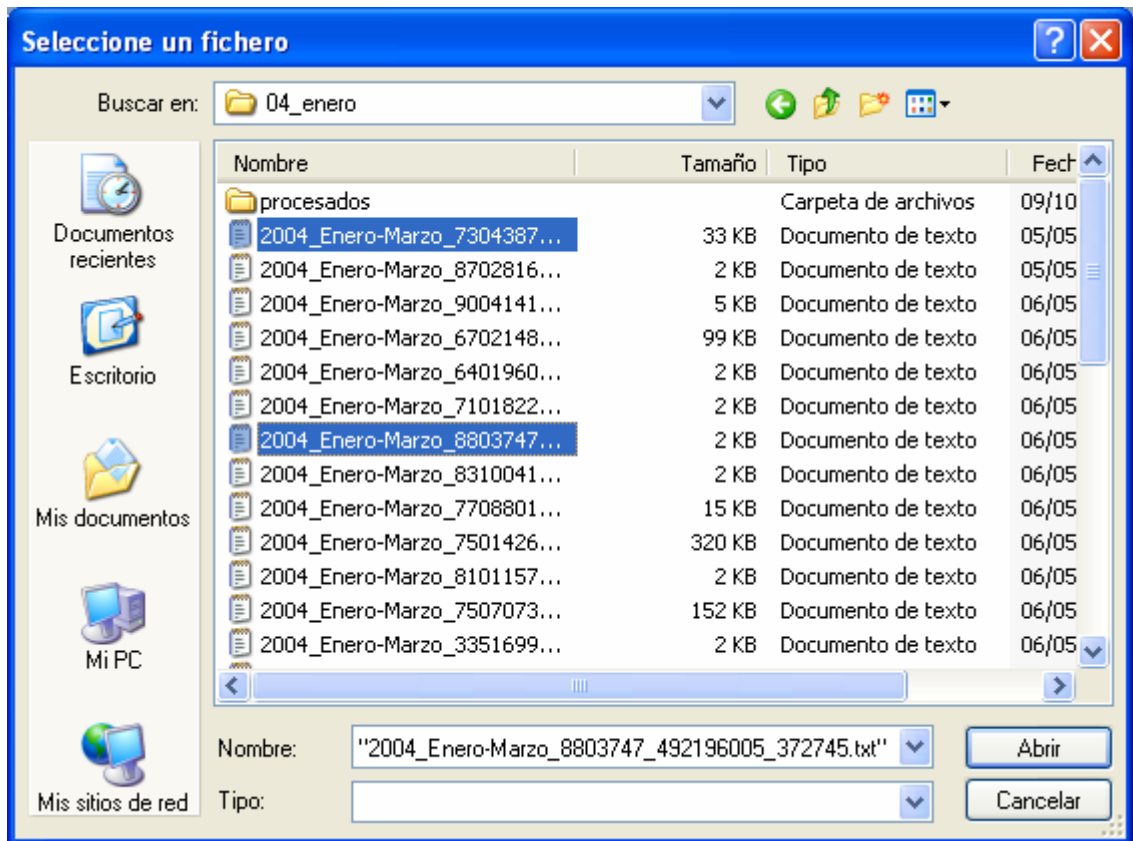 Seleccione un fichero
Buscar en: 04_enero
Nombre Tamaño Tipo Fech
procesados Carpeta de archivos 09/10
2004_Enero-Marzo_7304387... 33 KB Documento de texto 05/05
2004_Enero-Marzo_8702816... 2 KB Documento de texto 05/05
2004_Enero-Marzo_9004141... 5 KB Documento de texto 06/05
2004_Enero-Marzo_6702148... 99 KB Documento de texto 06/05
2004_Enero-Marzo_6401960... 2 KB Documento de texto 06/05
2004_Enero-Marzo_7101822... 2 KB Documento de texto 06/05
2004_Enero-Marzo_8803747... 2 KB Documento de texto 06/05
2004_Enero-Marzo_8310041... 2 KB Documento de texto 06/05
2004_Enero-Marzo_7708801... 15 KB Documento de texto 06/05
2004_Enero-Marzo_7501426... 320 KB Documento de texto 06/05
2004_Enero-Marzo_8101157... 2 KB Documento de texto 06/05
2004_Enero-Marzo_7507073... 152 KB Documento de texto 06/05
2004_Enero-Marzo_3351699... 2 KB Documento de texto 06/05
Documentos
recientes
Escritorio
Mis documentos
Mi PC
Mis sitios de red
Nombre: "2004_Enero-Marzo_8803747_492196005_372745.txt" Abrir
Tipo: Cancelar